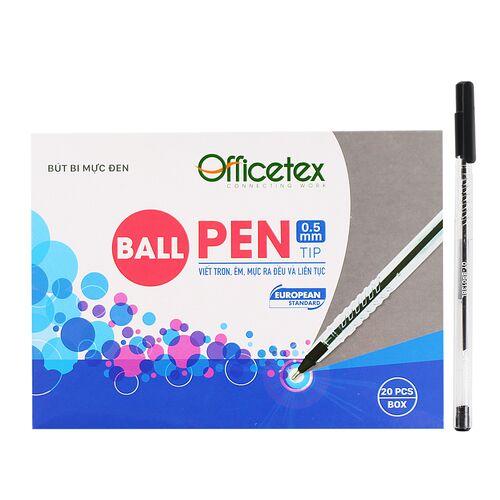 BÚT BI MỰC ĐEN
Officetex
CONNECTING WORK
BALL PEN
0.5 mm
TIP
VIẾT TRƠN, ÊM, MỰC RA ĐỀU VÀ LIÊN TỤC
EUROPEAN
STANDARD
20 PCS
BOX